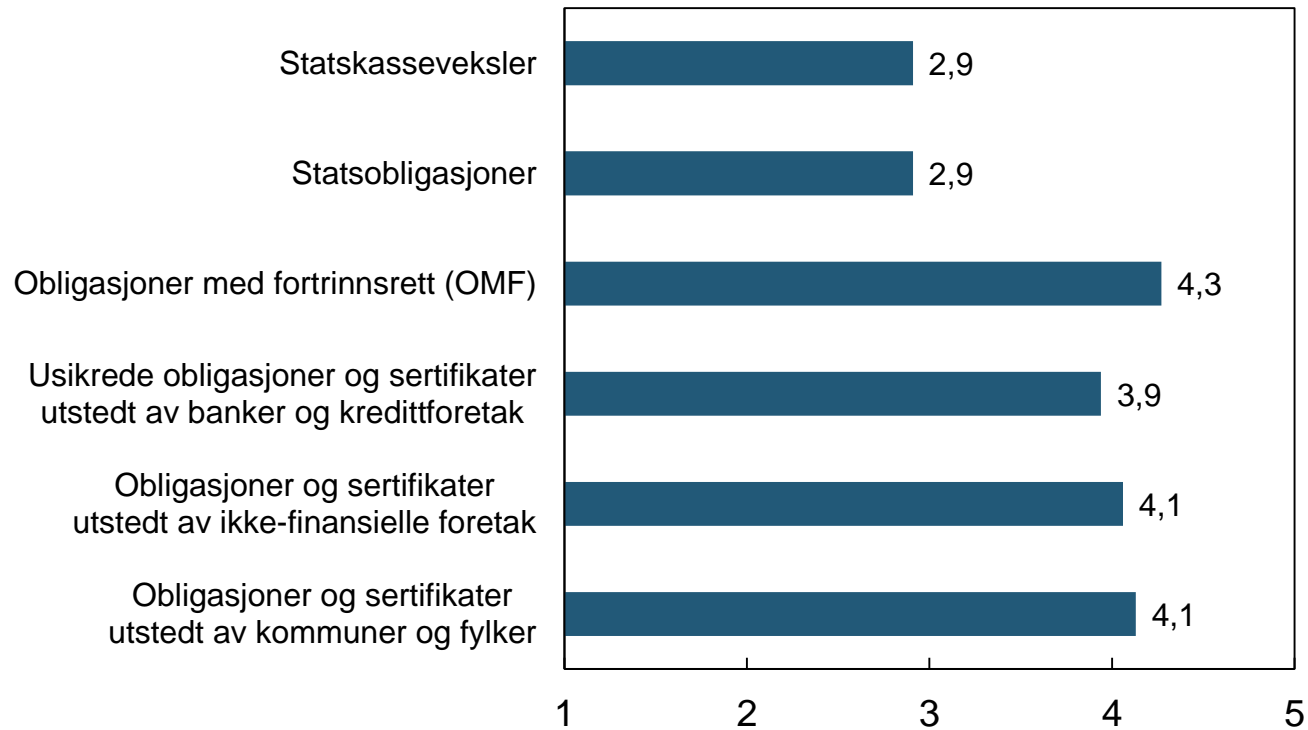 Statskasseveksler
2,9
Statsobligasjoner
2,9
Obligasjoner med fortrinnsrett (OMF)
4,3
Usikrede obligasjoner og sertifikater
utstedt av banker og kredittforetak
3,9
Obligasjoner og sertifikater
utstedt av ikke-finansielle foretak
4,1
Obligasjoner og sertifikater
utstedt av kommuner og fylker
4,1
1 2 3 4 5